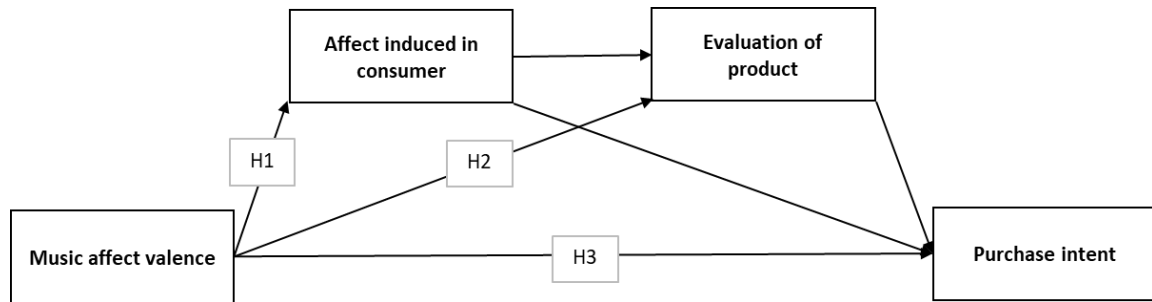 Affect induced in
consumer
Evaluation of
product
H1
H2
Music affect valence
H3
Purchase intent